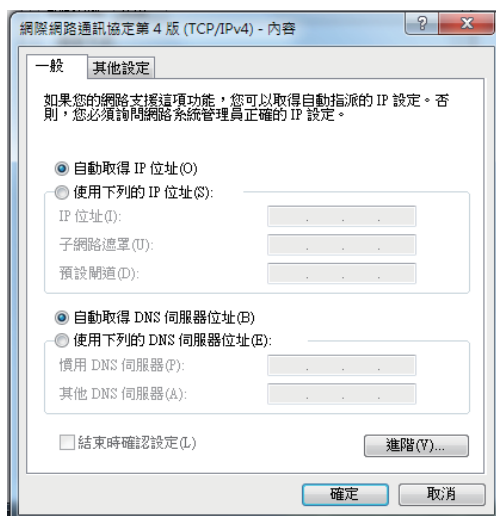 網際網路通訊協定第 4 版 (TCP/IPv4) - 內容
一般
其他設定
如果您的網路支援這項功能，您可以取得自動指派的 IP 設定。否
則，您必須詢問網路系統管理員正確的 IP 設定。
自動取得 IP 位址(O)
使用下列的 IP 位址(S):
IP 位址(I):
子網路遮罩(U):
預設閘道(D):
自動取得 DNS 伺服器位址(B)
使用下列的 DNS 伺服器位址(E):
慣用 DNS 伺服器(P):
其他 DNS 伺服器(A):
結束時確認設定(L)
進階(V)...
確定
取消